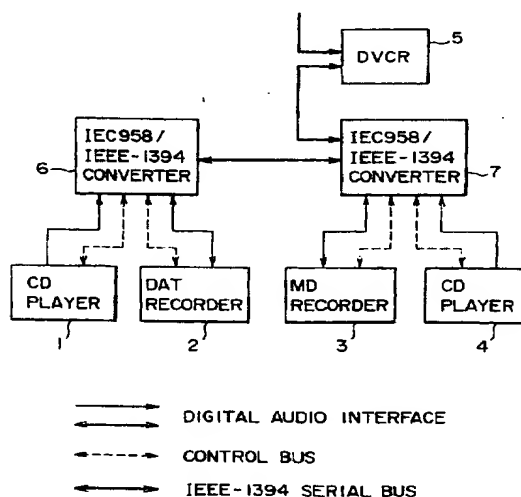 5
DVCR
IEC958/
IEEE-1394
CONVERTER
6
IEC958/
IEEE-1394
CONVERTER
7
CD
PLAYER
1
DAT
RECORDER
2
MD
RECORDER
3
CD
PLAYER
4
DIGITAL AUDIO INTERFACE
CONTROL BUS
IEEE-1394 SERIAL BUS